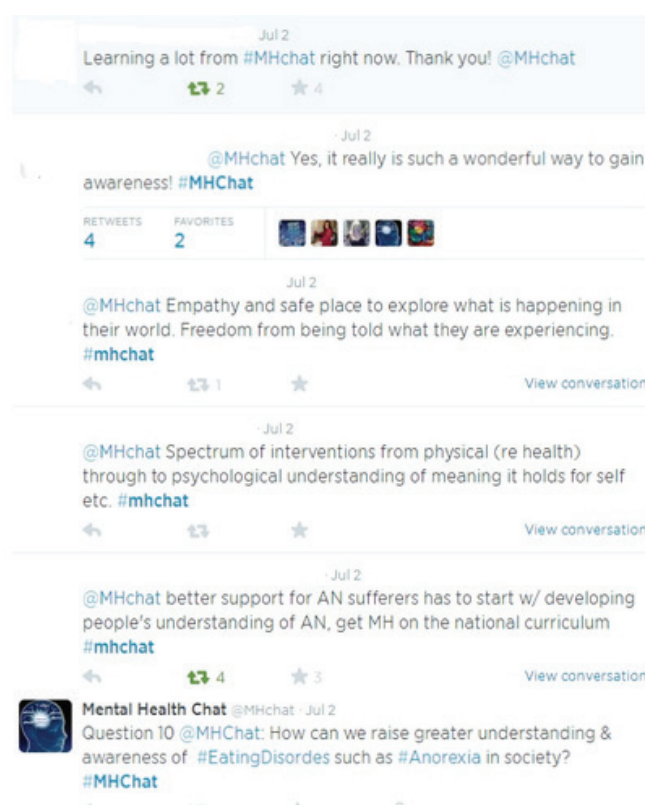 Jul 2
Learning a lot from #MHchat right now. Thank you! @MHchat
2 4
· Jul 2
@MHchat Yes, it really is such a wonderful way to gain
awareness! #MHChat
RETWEETS FAVORITES
4 2
Jul 2
@MHchat Empathy and safe place to explore what is happening in
their world. Freedom from being told what they are experiencing.
#mhchat
1 View conversation
· Jul 2
@MHchat Spectrum of interventions from physical (re health)
through to psychological understanding of meaning it holds for self
etc. #mhchat
View conversation
· Jul 2
@MHchat better support for AN sufferers has to start w/ developing
people's understanding of AN, get MH on the national curriculum
#mhchat
4 3 View conversation
Mental Health Chat @MHchat · Jul 2
Question 10 @MHChat: How can we raise greater understanding &
awareness of #EatingDisordes such as #Anorexia in society?
#MHChat